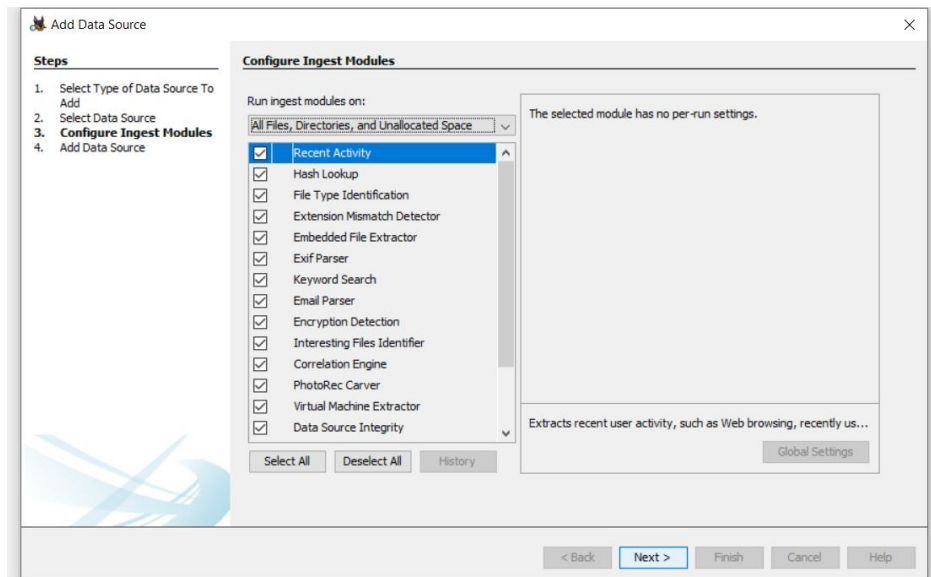 Add Data Source
Steps
1. Select Type of Data Source To
Add
2. Select Data Source
3. Configure Ingest Modules
4. Add Data Source
Configure Ingest Modules
Run ingest modules on:
All Files, Directories, and Unallocated Space
Recent Activity
Hash Lookup
File Type Identification
Extension Mismatch Detector
Embedded File Extractor
Exif Parser
Keyword Search
Email Parser
Encryption Detection
Interesting Files Identifier
Correlation Engine
PhotoRec Carver
Virtual Machine Extractor
Data Source Integrity
Select All Deselect All History
The selected module has no per-run settings.
Extracts recent user activity, such as Web browsing, recently us...
Global Settings
< Back Next > Finish Cancel Help